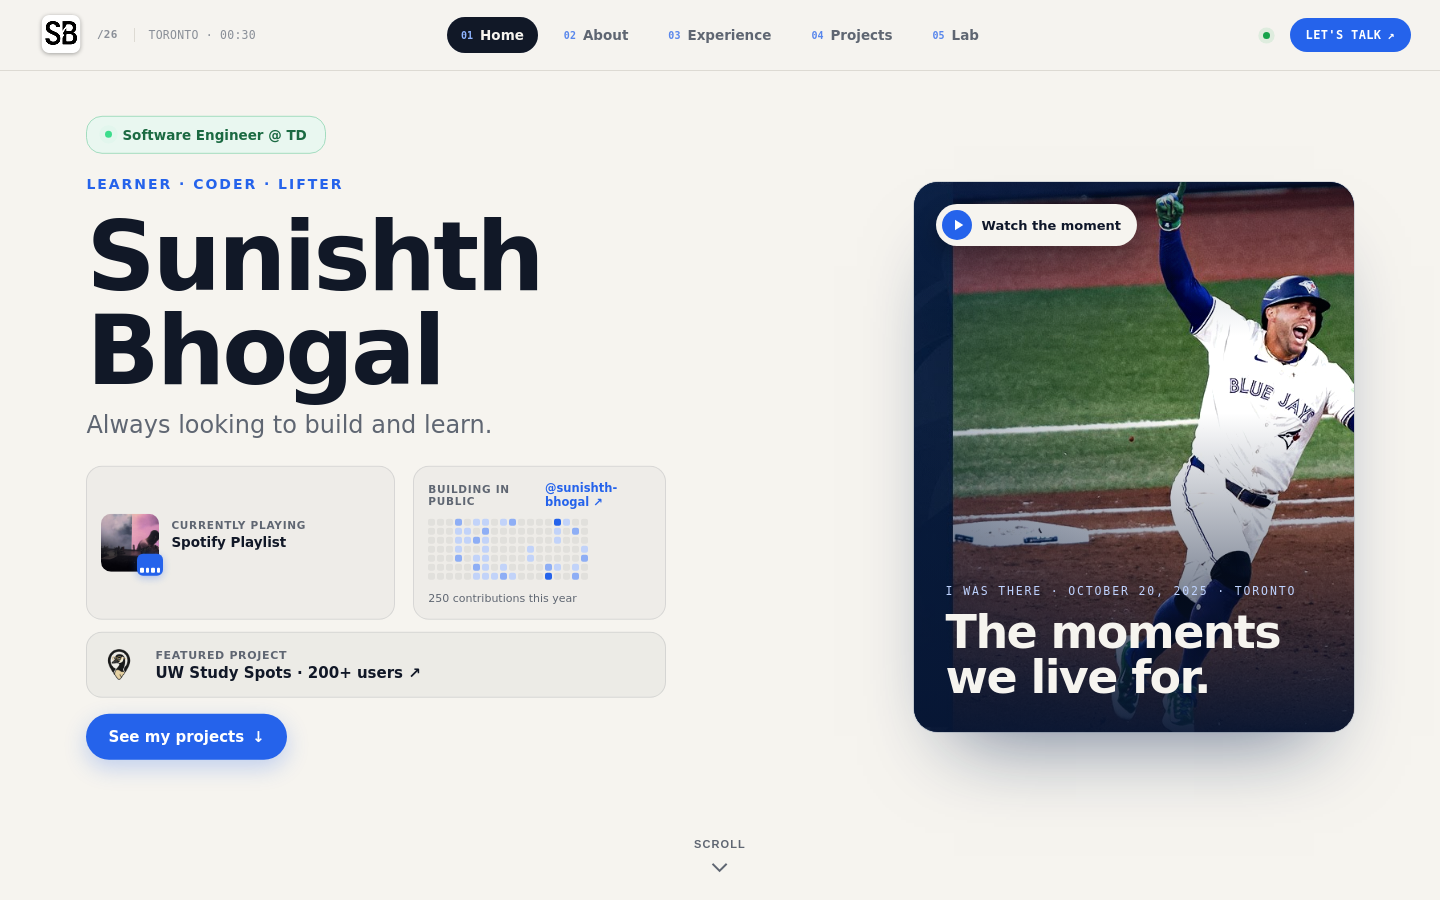 SB
/26
TORONTO · 00:30
01 Home
02 About
03 Experience
04 Projects
05 Lab
LET'S TALK ↗
Software Engineer @ TD
LEARNER · CODER · LIFTER
Sunishth
Bhogal
Always looking to build and learn.
CURRENTLY PLAYING
Spotify Playlist
BUILDING IN
PUBLIC
@sunishth-
bhogal ↗
250 contributions this year
FEATURED PROJECT
UW Study Spots · 200+ users ↗
See my projects ↓
Watch the moment
BLUE JAYS
I WAS THERE · OCTOBER 20, 2025 · TORONTO
The moments
we live for.
SCROLL